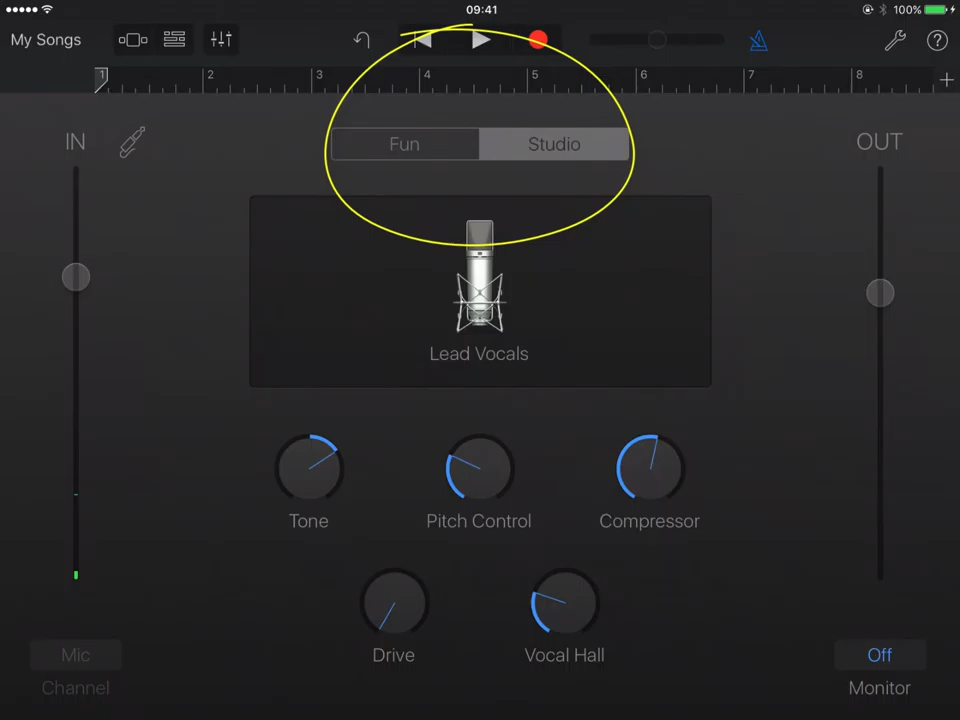 09:41
100%
My Songs
?
1 2 3 4 5 6 7 8 +
IN
Fun
Studio
OUT
Lead Vocals
Tone
Pitch Control
Compressor
Drive
Vocal Hall
Mic
Channel
Off
Monitor